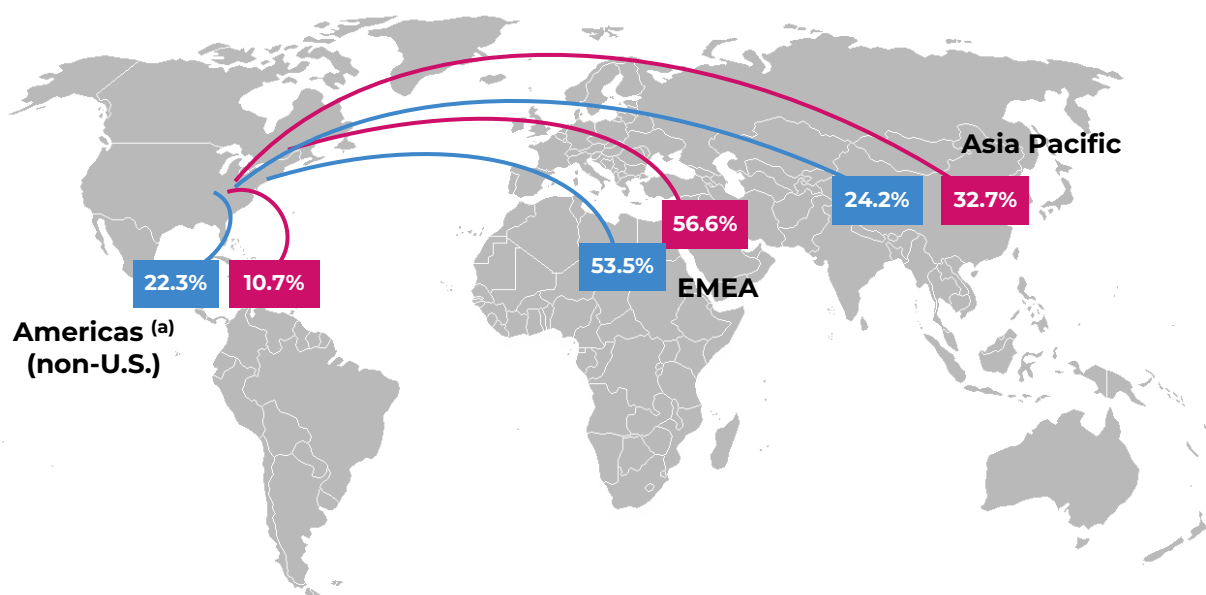 Asia Pacific
24.2% 32.7%
56.6%
53.5%
EMEA
22.3% 10.7%
Americas (a)
(non-U.S.)